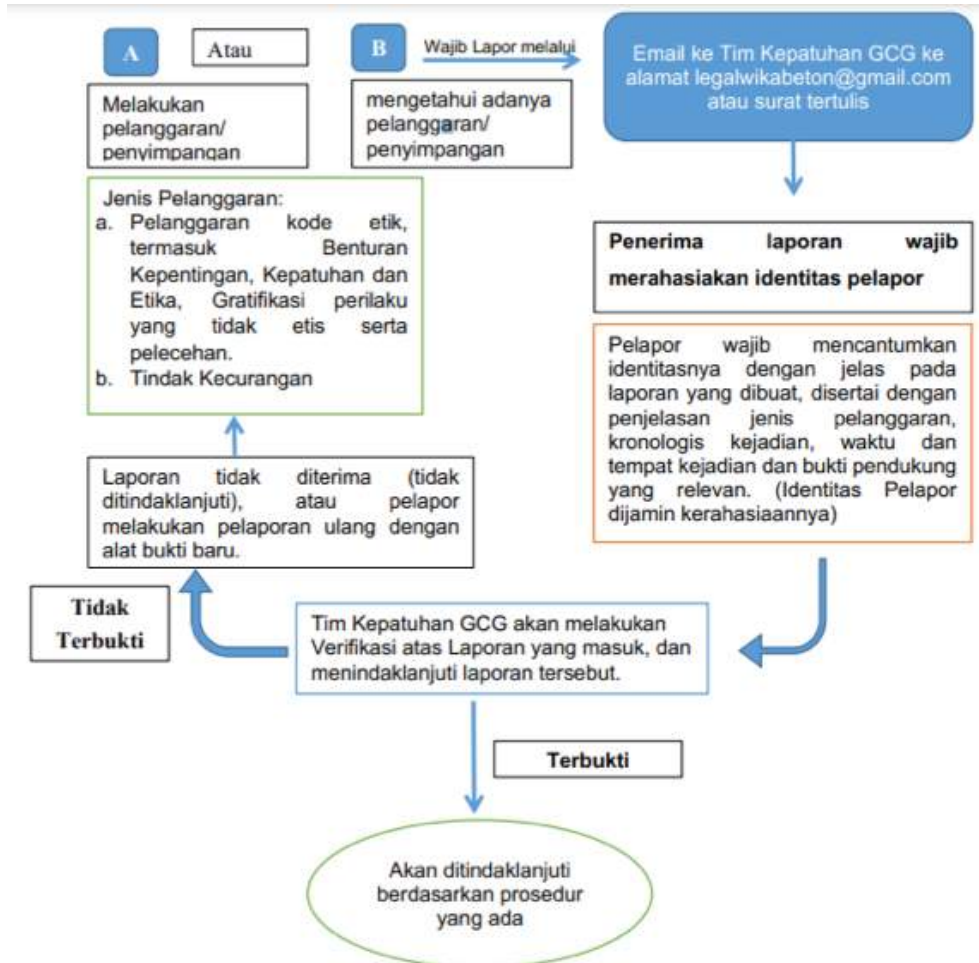 A
Atau
B
Wajib Lapor melalui
Email ke Tim Kepatuhan GCG ke
alamat legalwikabeton@gmail.com
atau surat tertulis
Melakukan
pelanggaran/
penyimpangan
mengetahui adanya
pelanggaran/
penyimpangan
Jenis Pelanggaran:
a. Pelanggaran kode etik,
termasuk Benturan
Kepentingan, Kepatuhan dan
Etika, Gratifikasi perilaku
yang tidak etis serta
pelecehan.
b. Tindak Kecurangan
Penerima laporan wajib
merahasiakan identitas pelapor
Pelapor wajib mencantumkan
identitasnya dengan jelas pada
laporan yang dibuat, disertai dengan
penjelasan jenis pelanggaran,
kronologis kejadian, waktu dan
tempat kejadian dan bukti pendukung
yang relevan. (Identitas Pelapor
dijamin kerahasiaannya)
Laporan tidak diterima (tidak
ditindaklanjuti), atau pelapor
melakukan pelaporan ulang dengan
alat bukti baru.
Tidak
Terbukti
Tim Kepatuhan GCG akan melakukan
Verifikasi atas Laporan yang masuk, dan
menindaklanjuti laporan tersebut.
Terbukti
Akan ditindaklanjuti
berdasarkan prosedur
yang ada